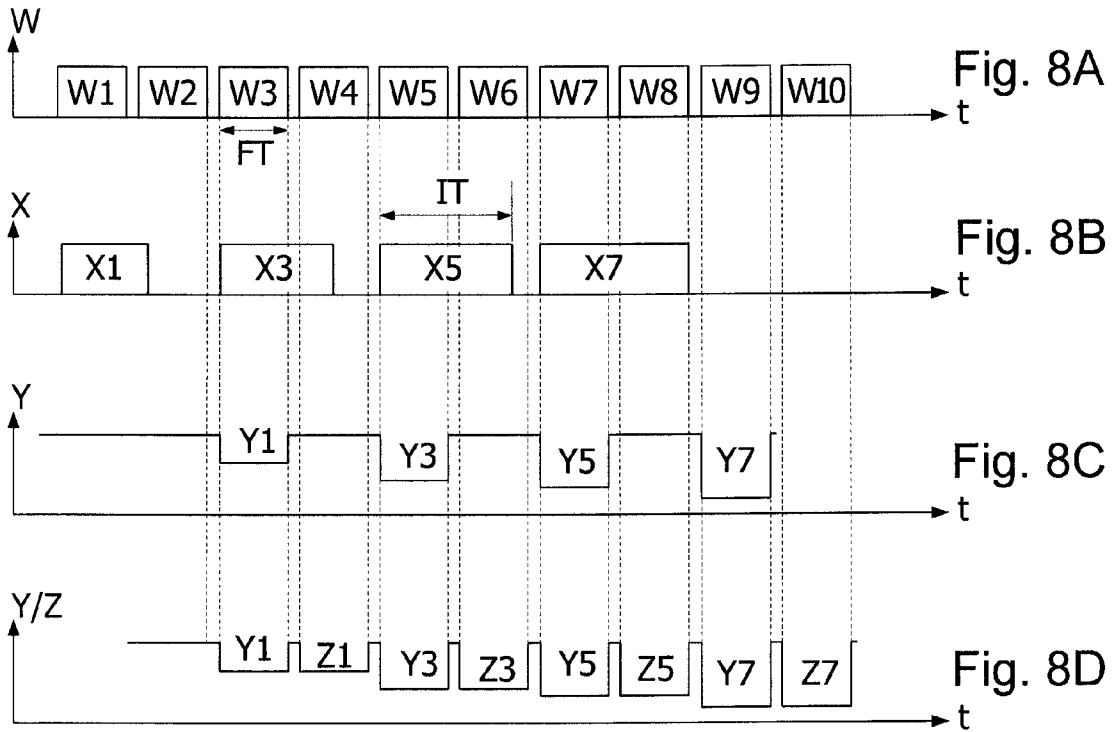 W
W1 W2 W3 W4 W5 W6 W7 W8 W9 W10
Fig. 8A
t
FT
IT
X
X1 X3 X5 X7
Fig. 8B
t
Y
Y1 Y3 Y5 Y7
Fig. 8C
t
Y/Z
Y1 Z1 Y3 Z3 Y5 Z5 Y7 Z7
Fig. 8D
t